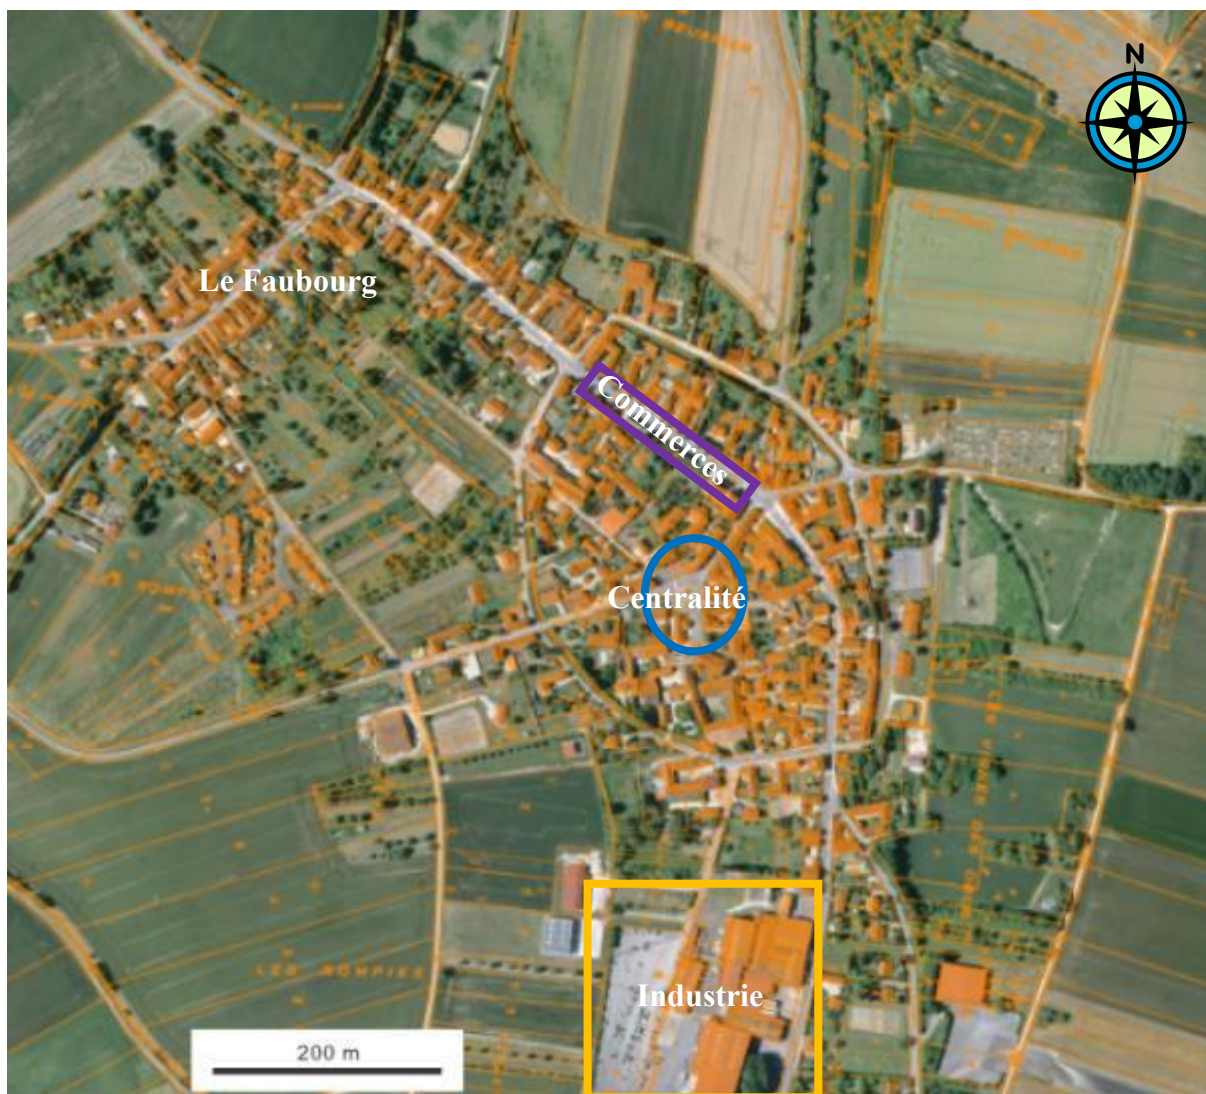 N
Le Faubourg
Commerces
Centralité
Industrie
LES ROMPIES
200 m